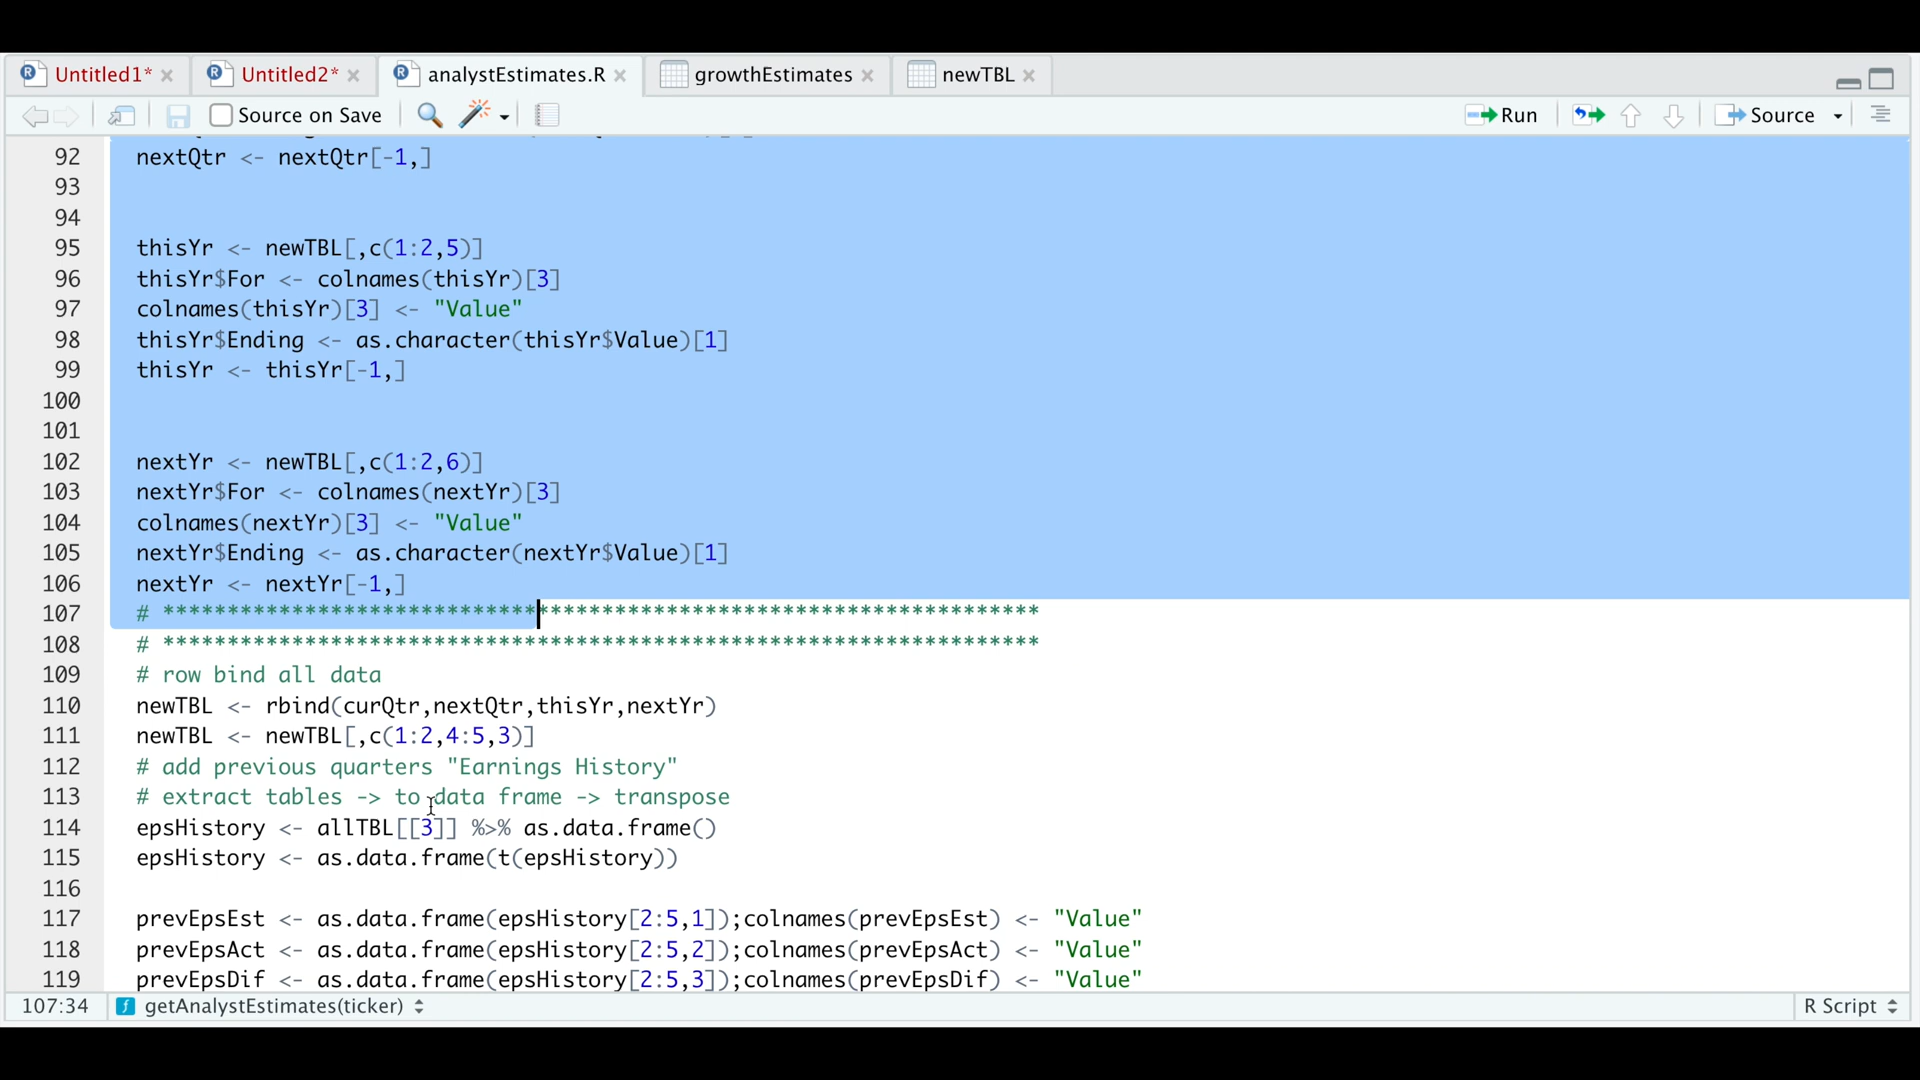 Untitled1* Untitled2* analystEstimates.R growthEstimates newTBL
Source on Save Run Source
92 nextQtr <- nextQtr[-1,]
93
94
95 thisYr <- newTBL[,c(1:2,5)]
96 thisYr$For <- colnames(thisYr)[3]
97 colnames(thisYr)[3] <- "Value"
98 thisYr$Ending <- as.character(thisYr$Value)[1]
99 thisYr <- thisYr[-1,]
100
101
102 nextYr <- newTBL[,c(1:2,6)]
103 nextYr$For <- colnames(nextYr)[3]
104 colnames(nextYr)[3] <- "Value"
105 nextYr$Ending <- as.character(nextYr$Value)[1]
106 nextYr <- nextYr[-1,]
107 # ********************************************************************
108 # ********************************************************************
109 # row bind all data
110 newTBL <- rbind(curQtr,nextQtr,thisYr,nextYr)
111 newTBL <- newTBL[,c(1:2,4:5,3)]
112 # add previous quarters "Earnings History"
113 # extract tables -> to data frame -> transpose
114 epsHistory <- allTBL[[3]] %>% as.data.frame()
115 epsHistory <- as.data.frame(t(epsHistory))
116
117 prevEpsEst <- as.data.frame(epsHistory[2:5,1]);colnames(prevEpsEst) <- "Value"
118 prevEpsAct <- as.data.frame(epsHistory[2:5,2]);colnames(prevEpsAct) <- "Value"
119 prevEpsDif <- as.data.frame(epsHistory[2:5,3]);colnames(prevEpsDif) <- "Value"
107:34 getAnalystEstimates(ticker) R Script